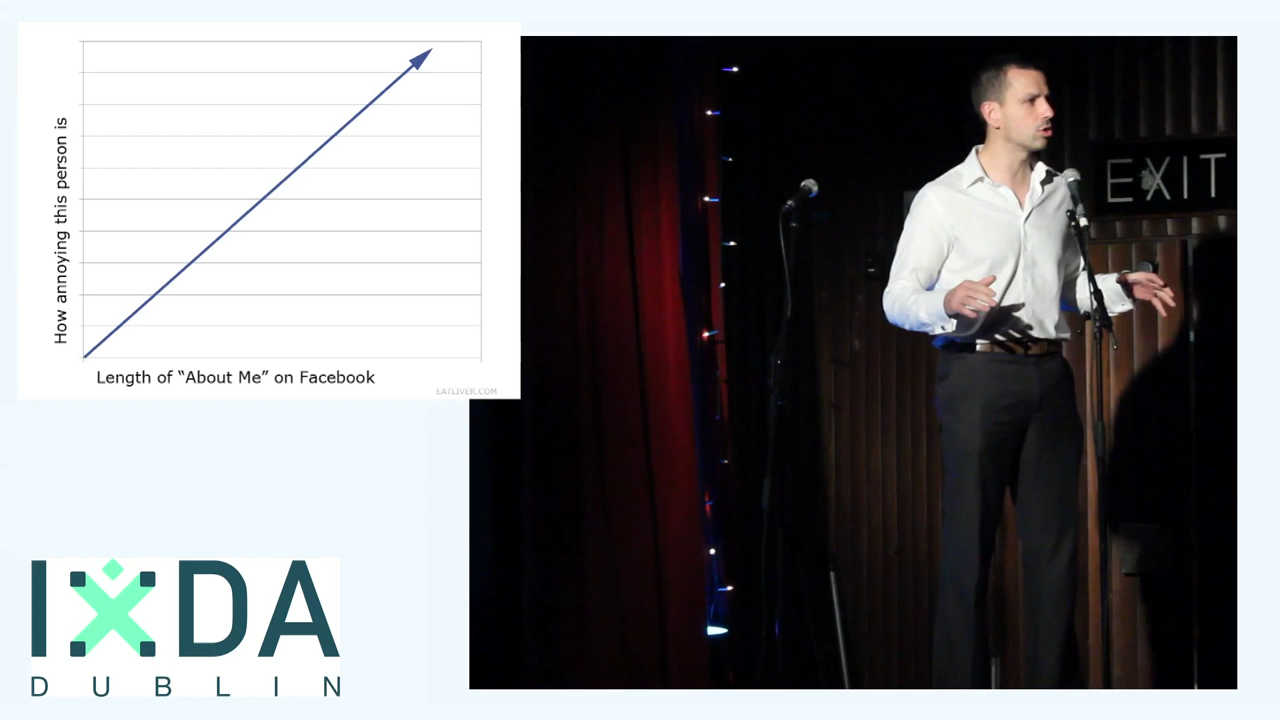 How annoying this person is
Length of “About Me” on Facebook
EATLIVER.COM
EXIT
IXDA
DUBLIN